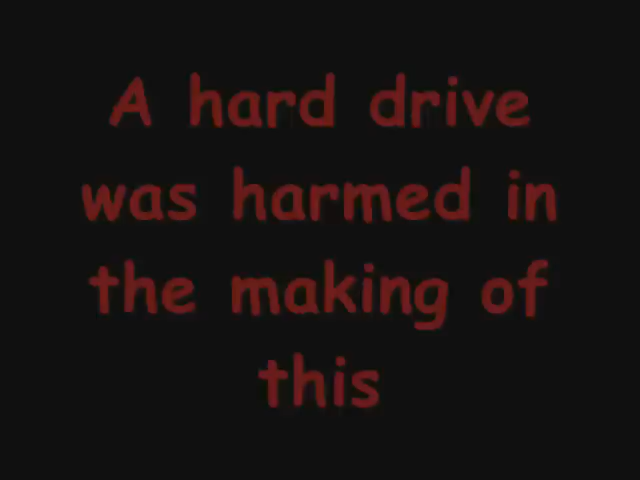 A hard drive
was harmed in
the making of
this